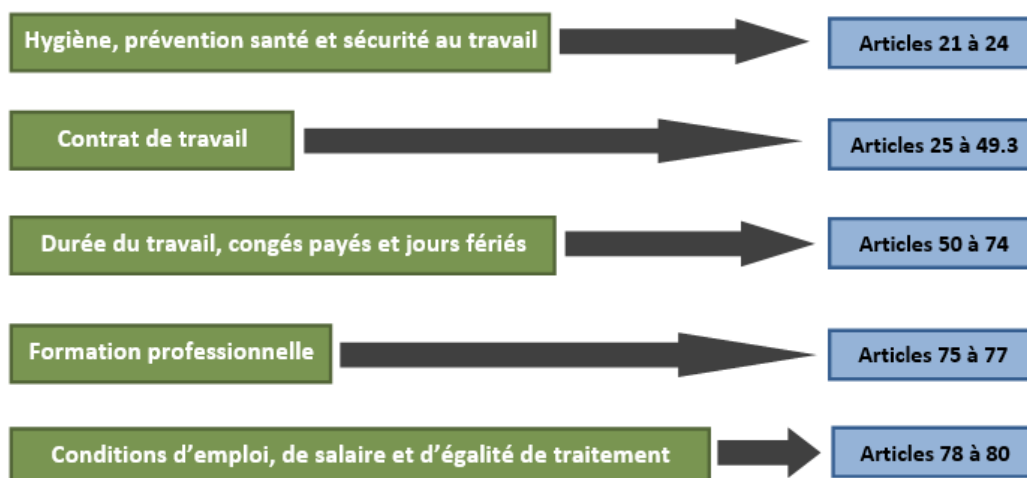 Hygiène, prévention santé et sécurité au travail
Articles 21 à 24
Contrat de travail
Articles 25 à 49.3
Durée du travail, congés payés et jours fériés
Articles 50 à 74
Formation professionnelle
Articles 75 à 77
Conditions d’emploi, de salaire et d’égalité de traitement
Articles 78 à 80